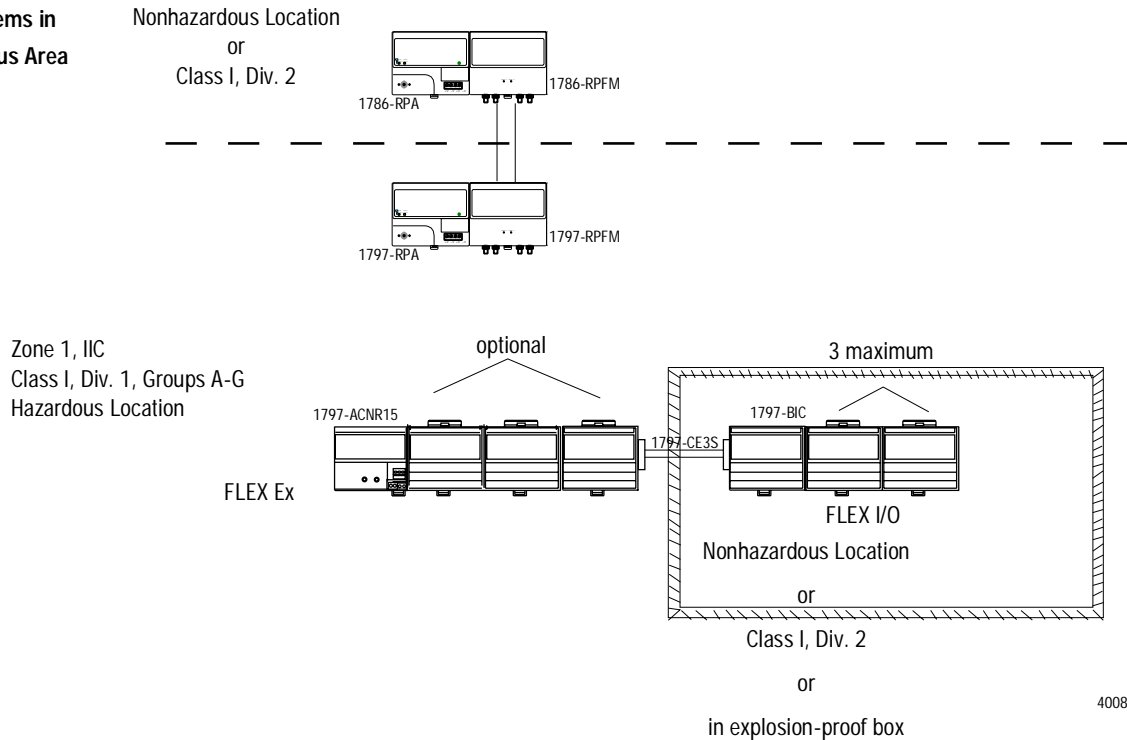 ems in
us Area
Nonhazardous Location
or
Class I, Div. 2
1786-RPA
1786-RPFM
1797-RPA
1797-RPFM
Zone 1, IIC
Class I, Div. 1, Groups A-G
Hazardous Location
optional
3 maximum
1797-ACNR15
1797-BIC
1797-CE3S
FLEX Ex
FLEX I/O
Nonhazardous Location
or
Class I, Div. 2
or
in explosion-proof box
4008